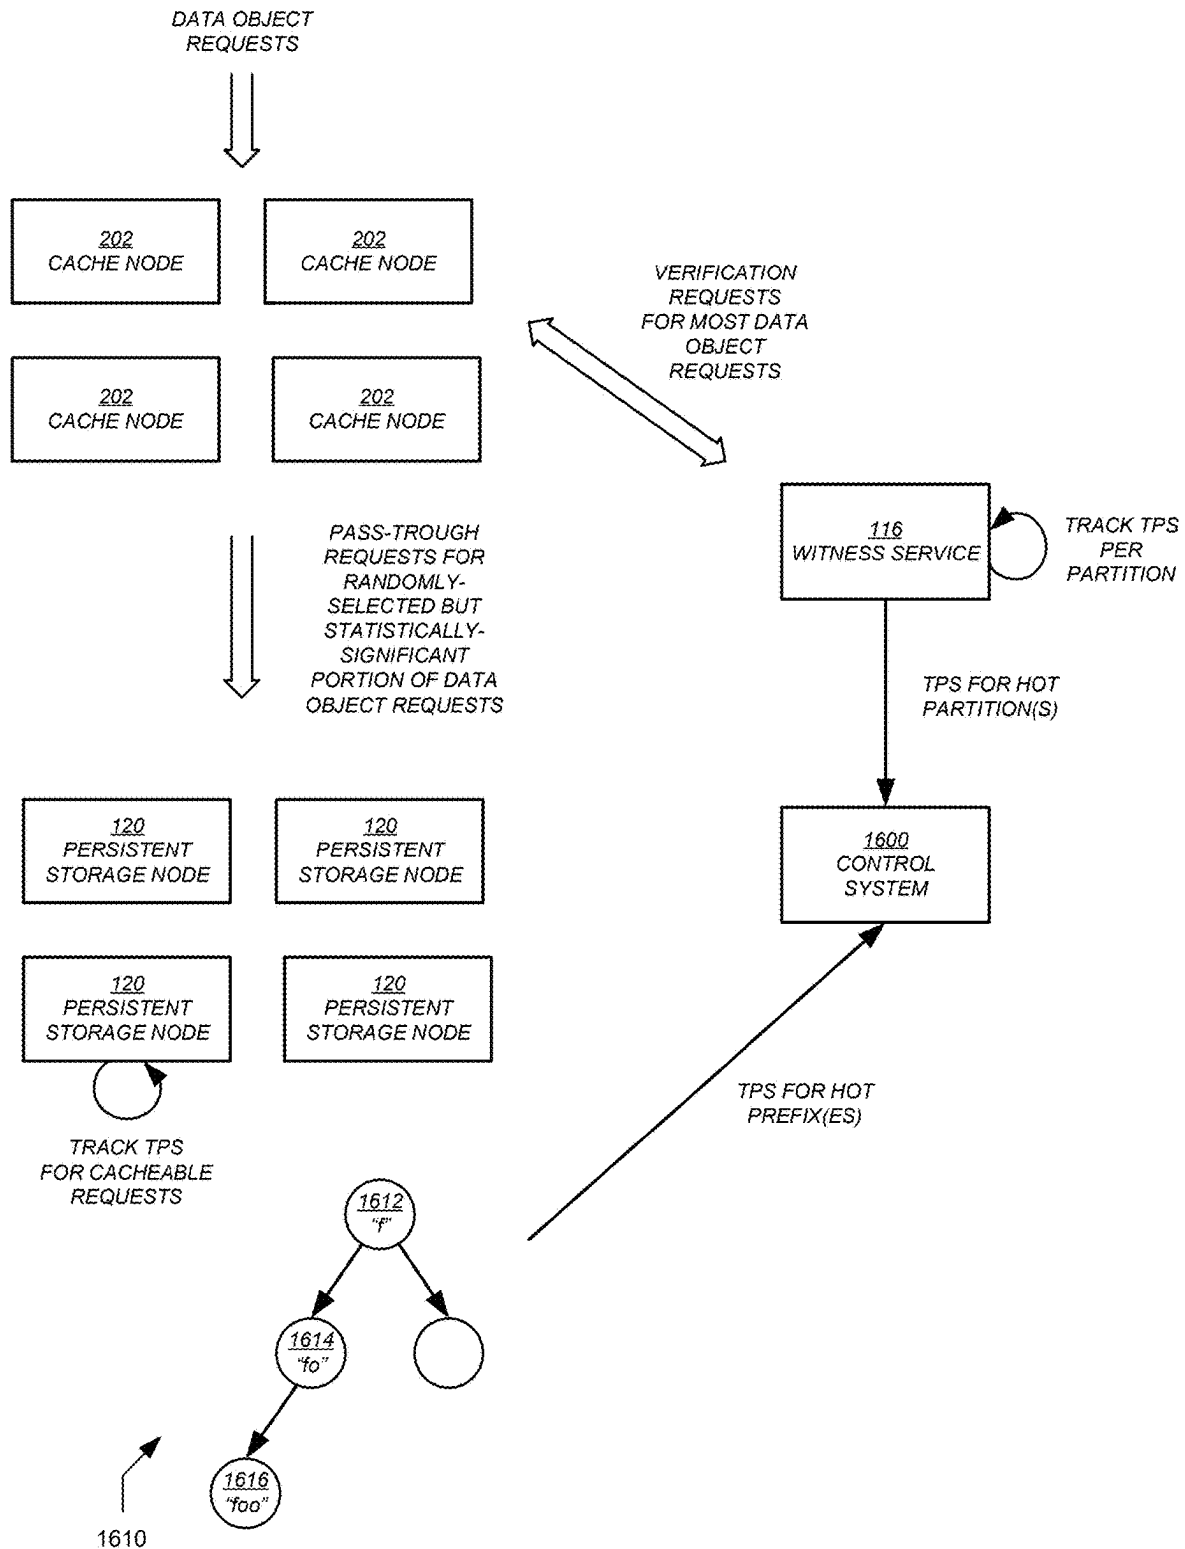 DATA OBJECT
REQUESTS
202
CACHE NODE
202
CACHE NODE
202
CACHE NODE
202
CACHE NODE
VERIFICATION
REQUESTS
FOR MOST DATA
OBJECT
REQUESTS
PASS-TROUGH
REQUESTS FOR
RANDOMLY-
SELECTED BUT
STATISTICALLY-
SIGNIFICANT
PORTION OF DATA
OBJECT REQUESTS
116
WITNESS SERVICE
TRACK TPS
PER
PARTITION
TPS FOR HOT
PARTITION(S)
120
PERSISTENT
STORAGE NODE
120
PERSISTENT
STORAGE NODE
1600
CONTROL
SYSTEM
120
PERSISTENT
STORAGE NODE
120
PERSISTENT
STORAGE NODE
TPS FOR HOT
PREFIX(ES)
TRACK TPS
FOR CACHEABLE
REQUESTS
1612
"f"
1614
"fo"
1616
"foo"
1610